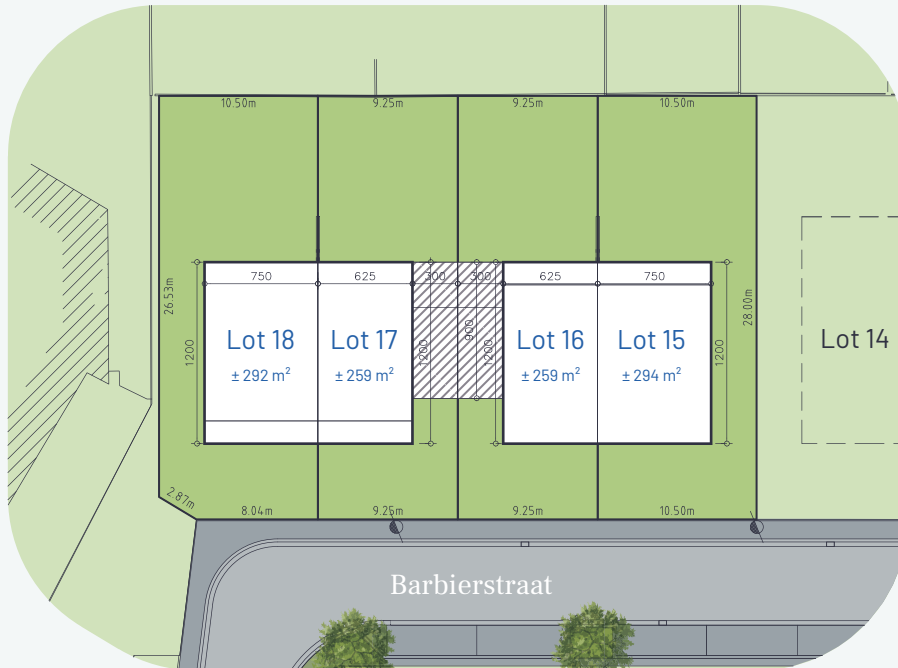 10.50m 9.25m 9.25m 10.50m
750 625 300 300 625 750
26.53m
28.00m
1200
1200
900
1200
1200
Lot 18
± 292 m²
Lot 17
± 259 m²
Lot 16
± 259 m²
Lot 15
± 294 m²
Lot 14
2.87m
8.04m 9.25m 9.25m 10.50m
Barbierstraat